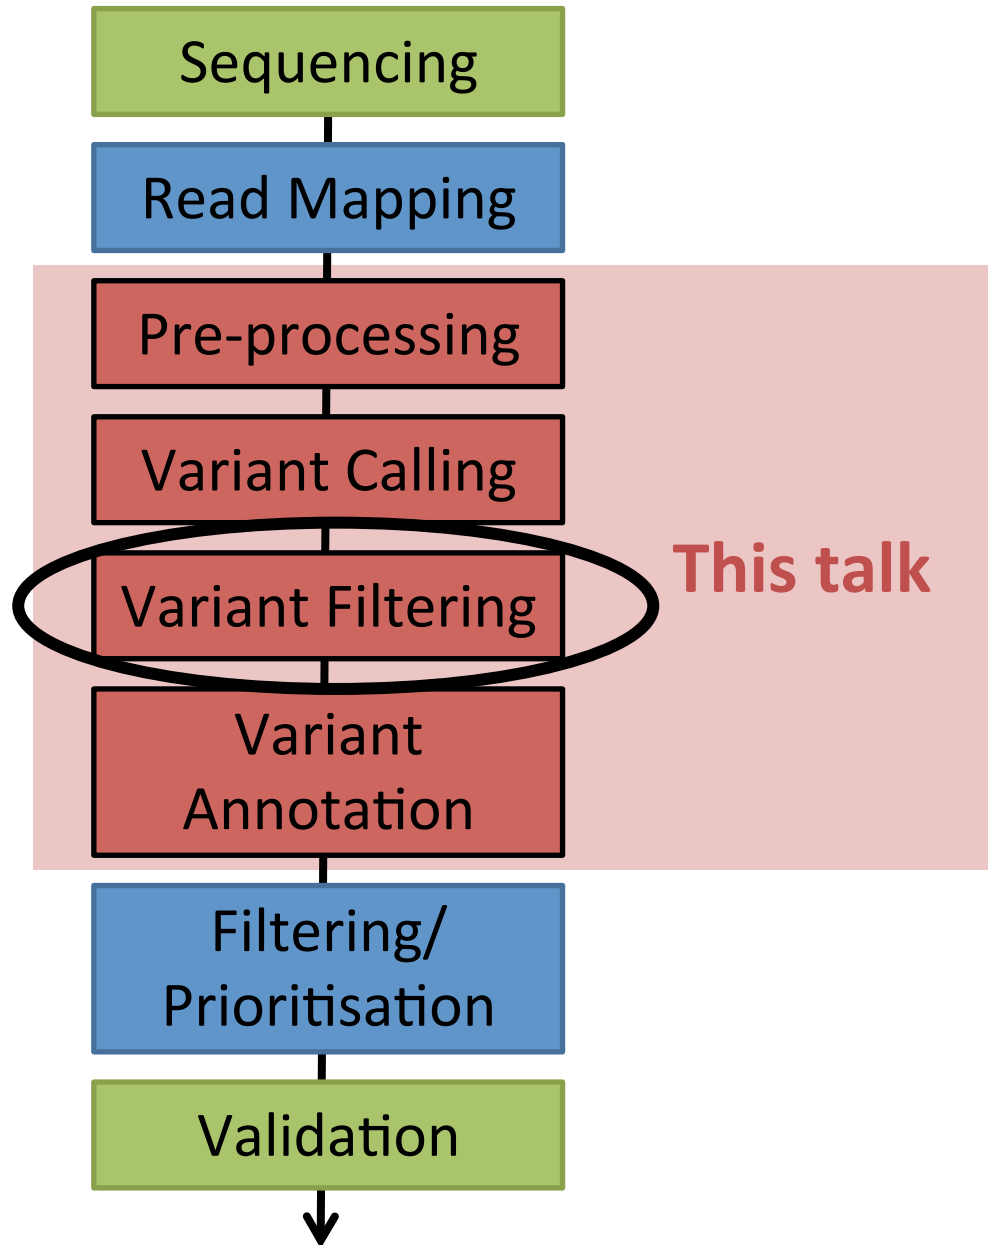 Sequencing
Read Mapping
Pre-processing
Variant Calling
Variant Filtering
This talk
Variant
Annotation
Filtering/
Prioritisation
Validation